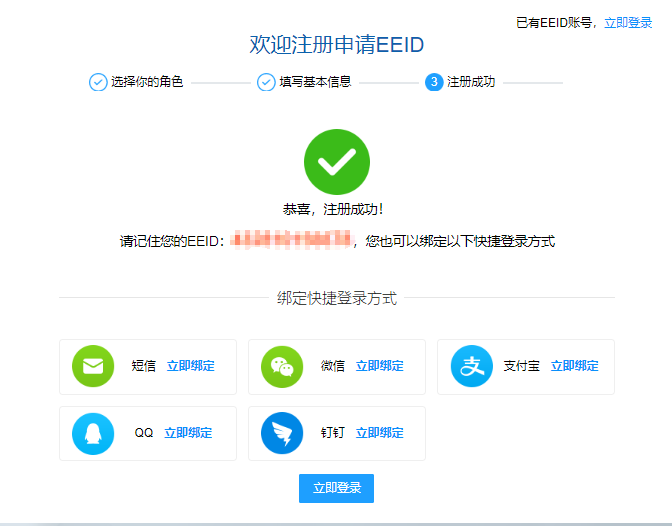 已有EEID账号，立即登录
欢迎注册申请EEID
选择你的角色 填写基本信息 3 注册成功
恭喜，注册成功！
请记住您的EEID： ，您也可以绑定以下快捷登录方式
绑定快捷登录方式
短信 立即绑定 微信 立即绑定 支 支付宝 立即绑定
QQ 立即绑定 钉钉 立即绑定
立即登录